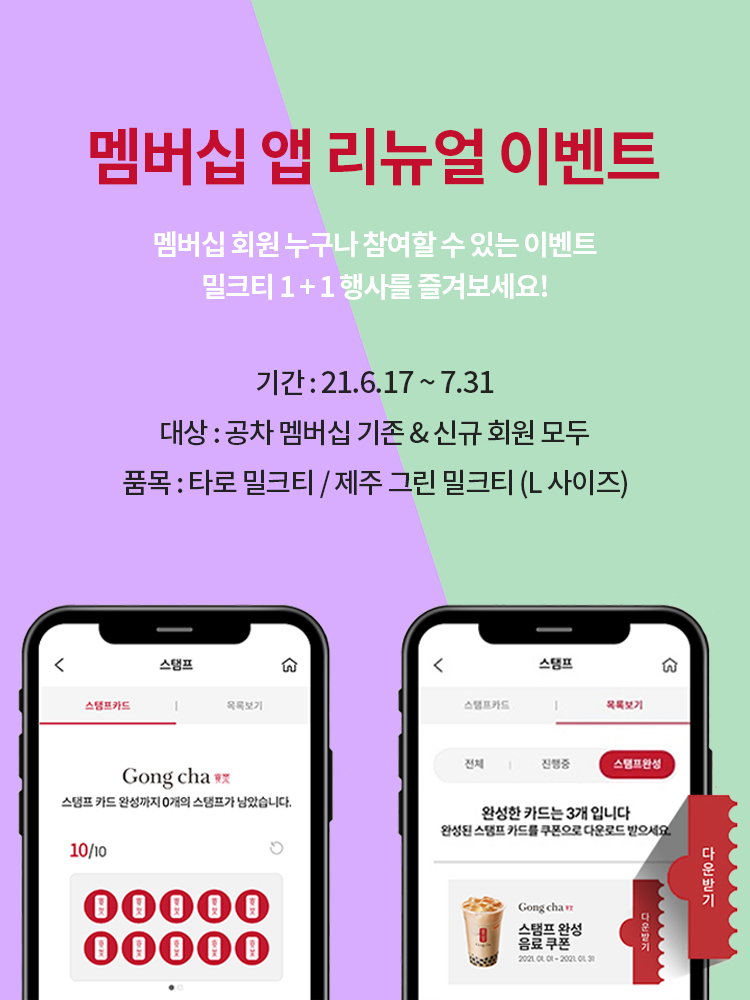 멤버십 앱 리뉴얼 이벤트
멤버십 회원 누구나 참여할 수 있는 이벤트
밀크티 1 + 1 행사를 즐겨보세요!
기간 : 21.6.17 ~ 7.31
대상 : 공차 멤버십 기존 & 신규 회원 모두
품목 : 타로 밀크티 / 제주 그린 밀크티 (L 사이즈)
스탬프
스탬프카드 | 목록보기
Gong cha 貢茶
스탬프 카드 완성까지 0개의 스탬프가 남았습니다.
10/10
스탬프
스탬프카드 | 목록보기
전체 | 진행중 스탬프완성
완성한 카드는 3개 입니다
완성된 스탬프 카드를 쿠폰으로 다운로드 받으세요.
Gong cha 貢茶
스탬프 완성
음료 쿠폰
2021. 01. 01 ~ 2021. 01. 31
다운받기
다운받기